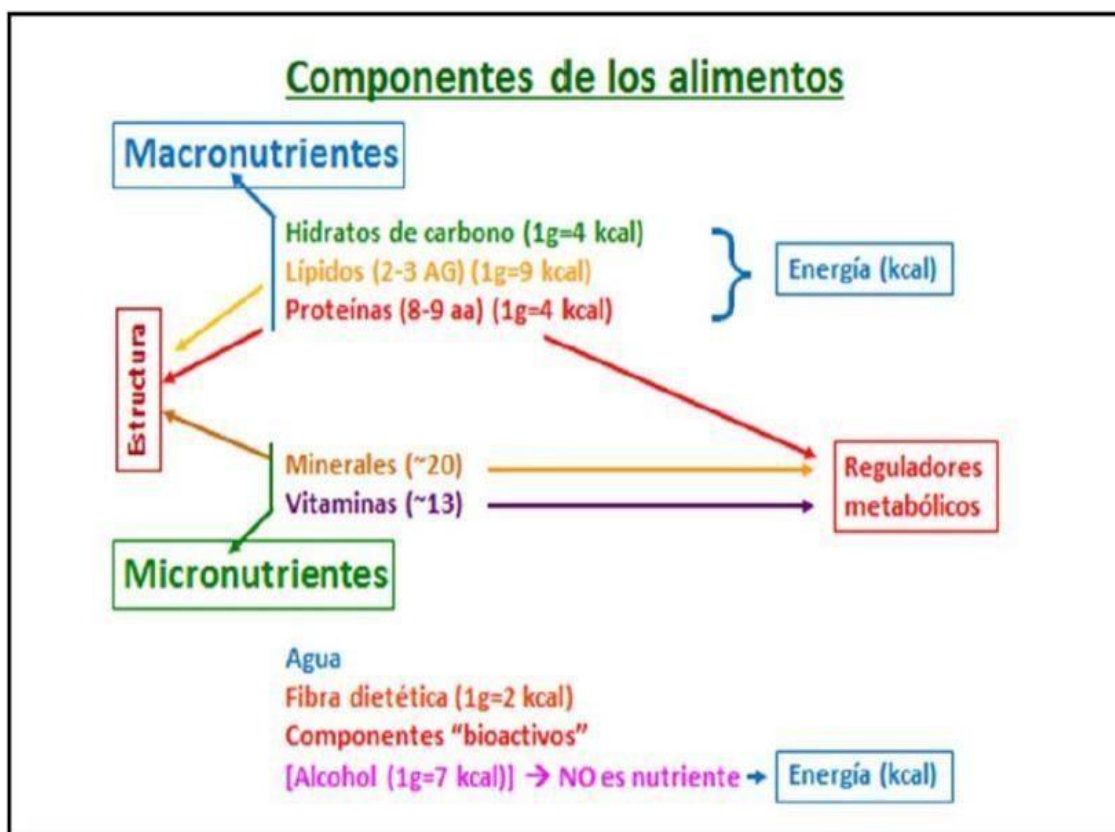 Componentes de los alimentos
Macronutrientes
Hidratos de carbono (1g=4 kcal)
Lípidos (2-3 AG) (1g=9 kcal)
Proteínas (8-9 aa) (1g=4 kcal)
Energía (kcal)
Estructura
Minerales (~20)
Vitaminas (~13)
Reguladores
metabólicos
Micronutrientes
Agua
Fibra dietética (1g=2 kcal)
Componentes “bioactivos”
[Alcohol (1g=7 kcal)] → NO es nutriente → Energía (kcal)